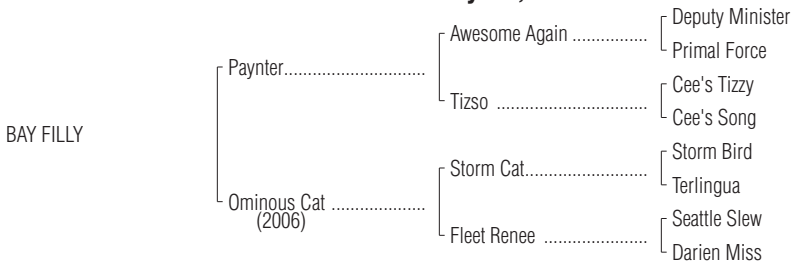 Deputy Minister
Awesome Again ................
Primal Force
Paynter.............................
Cee's Tizzy
Tizso ................................
Cee's Song
BAY FILLY
Storm Bird
Storm Cat.........................
Terlingua
Ominous Cat ....................
(2006)
Seattle Slew
Fleet Renee ......................
Darien Miss